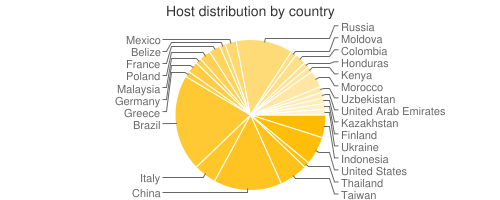 Host distribution by country
Mexico
Belize
France
Poland
Malaysia
Germany
Greece
Brazil
Italy
China
Russia
Moldova
Colombia
Honduras
Kenya
Morocco
Uzbekistan
United Arab Emirates
Kazakhstan
Finland
Ukraine
Indonesia
United States
Thailand
Taiwan